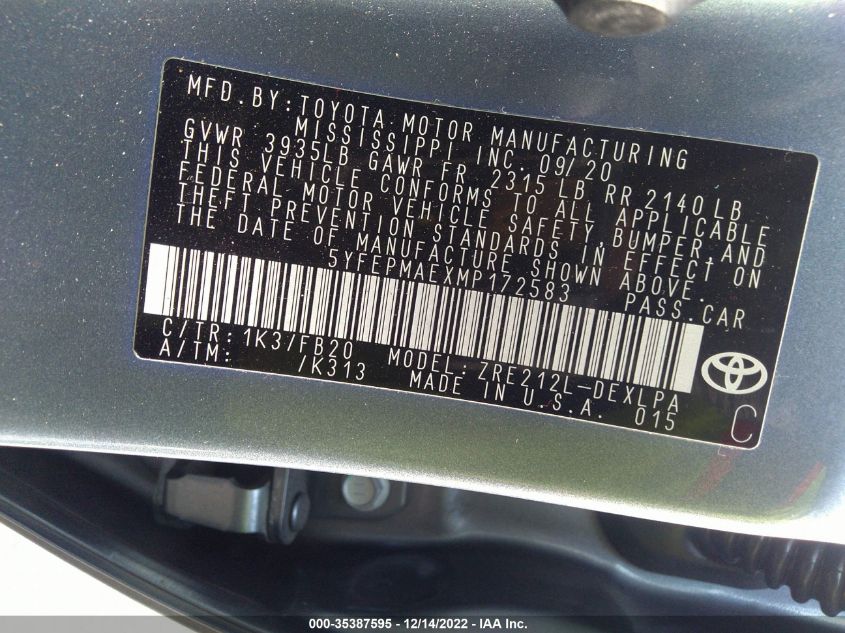 MFD.BY:TOYOTA MOTOR MANUFACTURING
MISSISSIPPI INC. 09/20
GVWR 3935LB GAWR FR 2315 LB RR 2140 LB
THIS VEHICLE CONFORMS TO ALL APPLICABLE
FEDERAL MOTOR VEHICLE SAFETY,BUMPER,AND
THEFT PREVENTION STANDARDS IN EFFECT ON
THE DATE OF MANUFACTURE SHOWN ABOVE.
5YFEPMAEXMP172583 PASS.CAR
C/TR:1K3/FB20 MODEL:ZRE212L-DEXLPA
A/TM: /K313 MADE IN U.S.A. 015
C
000-35387595 - 12/14/2022 - IAA Inc.